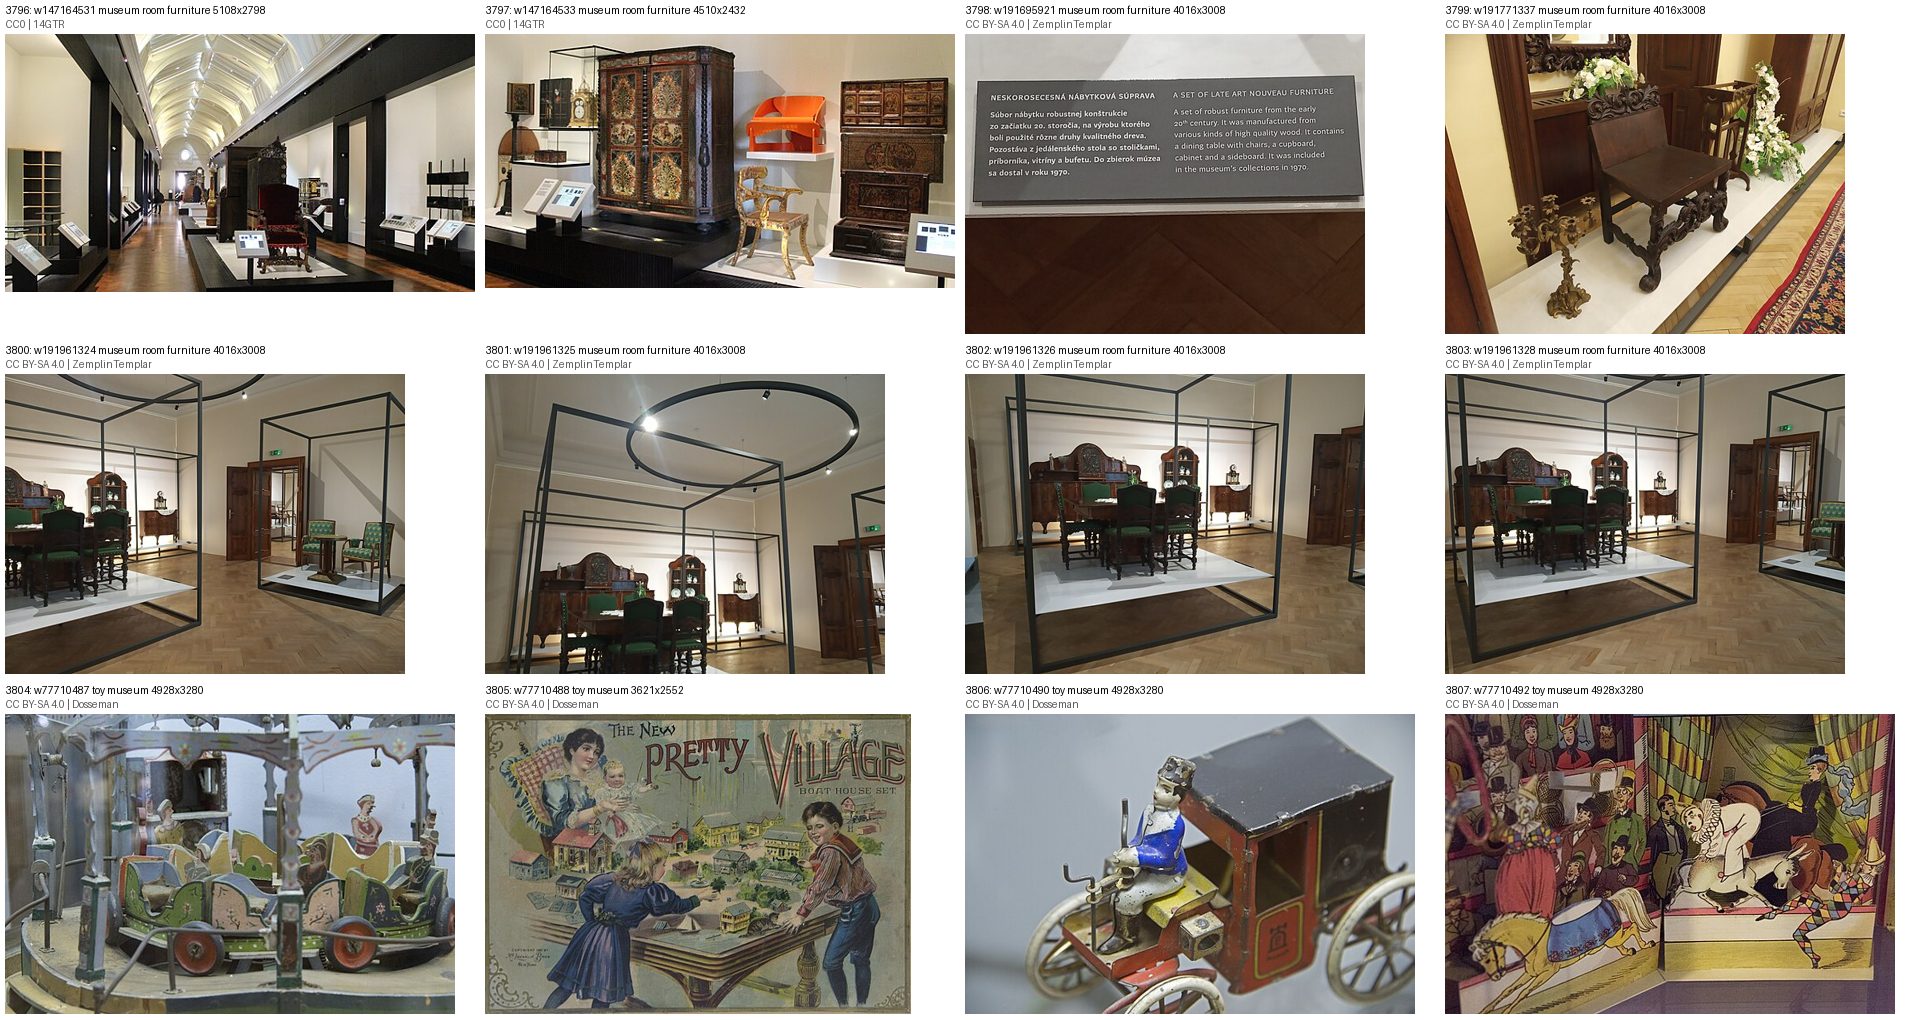 3796: w147164531 museum room furniture 5108x2798
CC0 | 14GTR
3797: w147164533 museum room furniture 4510x2432
CC0 | 14GTR
3798: w191695921 museum room furniture 4016x3008
CC BY-SA 4.0 | ZemplinTemplar
3799: w191771337 museum room furniture 4016x3008
CC BY-SA 4.0 | ZemplinTemplar
NESKOROSECESNÁ NÁBYTKOVÁ SÚPRAVA
Súbor nábytku robustnej konštrukcie
zo začiatku 20. storočia, na výrobu ktorého
boli použité rôzne druhy kvalitného dreva.
Pozostáva z jedálenského stola so stoličkami,
príborníka, vitríny a bufetu. Do zbierok múzea
sa dostal v roku 1970.
A SET OF LATE ART NOUVEAU FURNITURE
A set of robust furniture from the early
20th century. It was manufactured from
various kinds of high quality wood. It contains
a dining table with chairs, a cupboard,
cabinet and a sideboard. It was included
in the museum's collections in 1970.
3800: w191961324 museum room furniture 4016x3008
CC BY-SA 4.0 | ZemplinTemplar
3801: w191961325 museum room furniture 4016x3008
CC BY-SA 4.0 | ZemplinTemplar
3802: w191961326 museum room furniture 4016x3008
CC BY-SA 4.0 | ZemplinTemplar
3803: w191961328 museum room furniture 4016x3008
CC BY-SA 4.0 | ZemplinTemplar
3804: w77710487 toy museum 4928x3280
CC BY-SA 4.0 | Dosseman
3805: w77710488 toy museum 3621x2552
CC BY-SA 4.0 | Dosseman
3806: w77710490 toy museum 4928x3280
CC BY-SA 4.0 | Dosseman
3807: w77710492 toy museum 4928x3280
CC BY-SA 4.0 | Dosseman
THE NEW
PRETTY VILLAGE
BOAT HOUSE SET